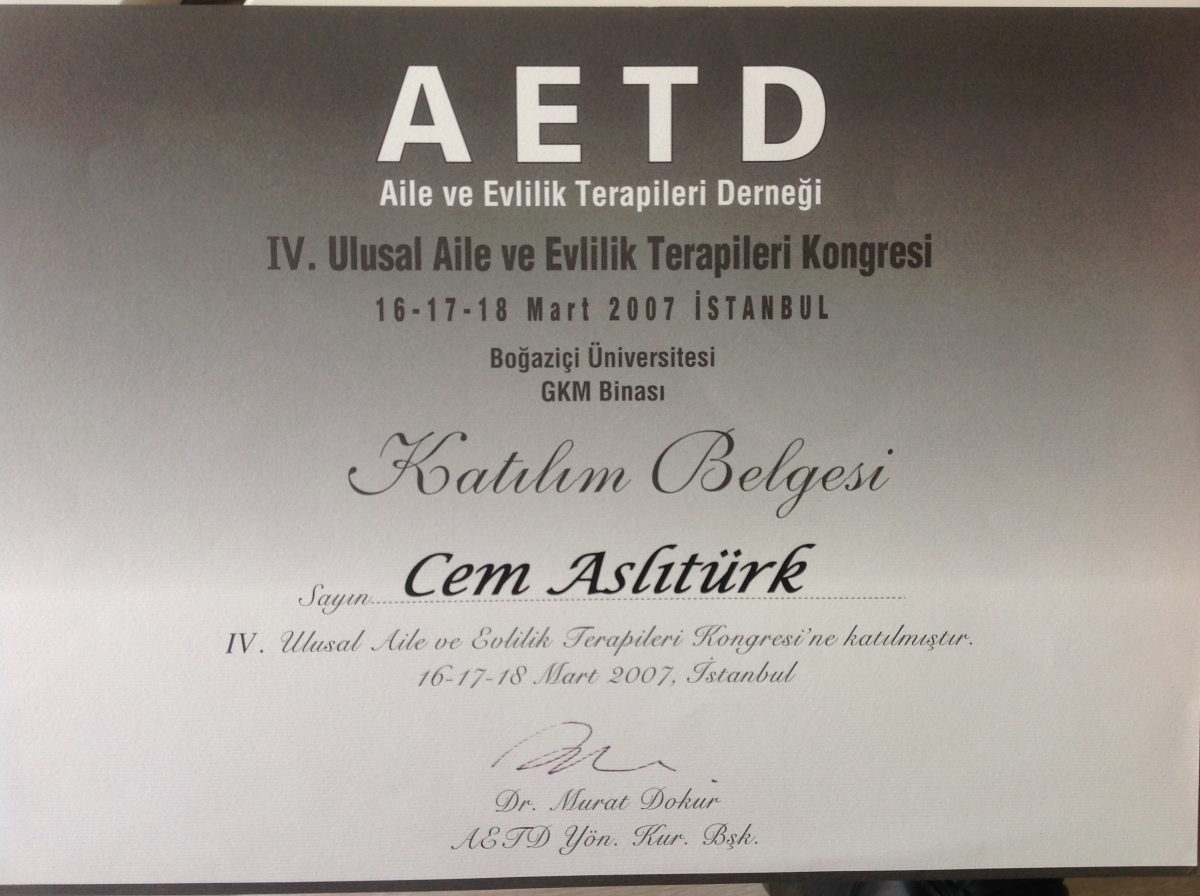 AETD
Aile ve Evlilik Terapileri Derneği
IV. Ulusal Aile ve Evlilik Terapileri Kongresi
16-17-18 Mart 2007 İSTANBUL
Boğaziçi Üniversitesi
GKM Binası
Katılım Belgesi
Sayın Cem Aslıtürk
IV. Ulusal Aile ve Evlilik Terapileri Kongresi'ne katılmıştır.
16-17-18 Mart 2007, İstanbul
Dr. Murat Dokur
AETD Yön. Kur. Bşk.